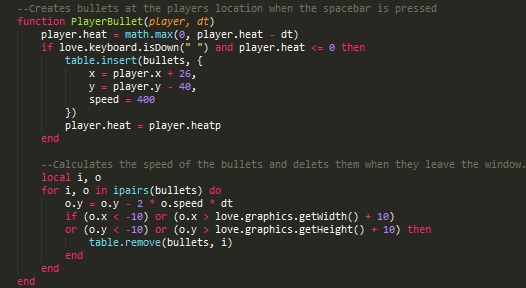 --Creates bullets at the players location when the spacebar is pressed
function PlayerBullet(player, dt)
    player.heat = math.max(0, player.heat - dt)
    if love.keyboard.isDown(" ") and player.heat <= 0 then
        table.insert(bullets, {
            x = player.x + 26,
            y = player.y - 40,
            speed = 400
        })
        player.heat = player.heatp
    end
    --Calculates the speed of the bullets and deletes them when they leave the window.
    local i, o
    for i, o in ipairs(bullets) do
        o.y = o.y - 2 * o.speed * dt
        if (o.x < -10) or (o.x > love.graphics.getWidth() + 10)
        or (o.y < -10) or (o.y > love.graphics.getHeight() + 10) then
            table.remove(bullets, i)
        end
    end
end